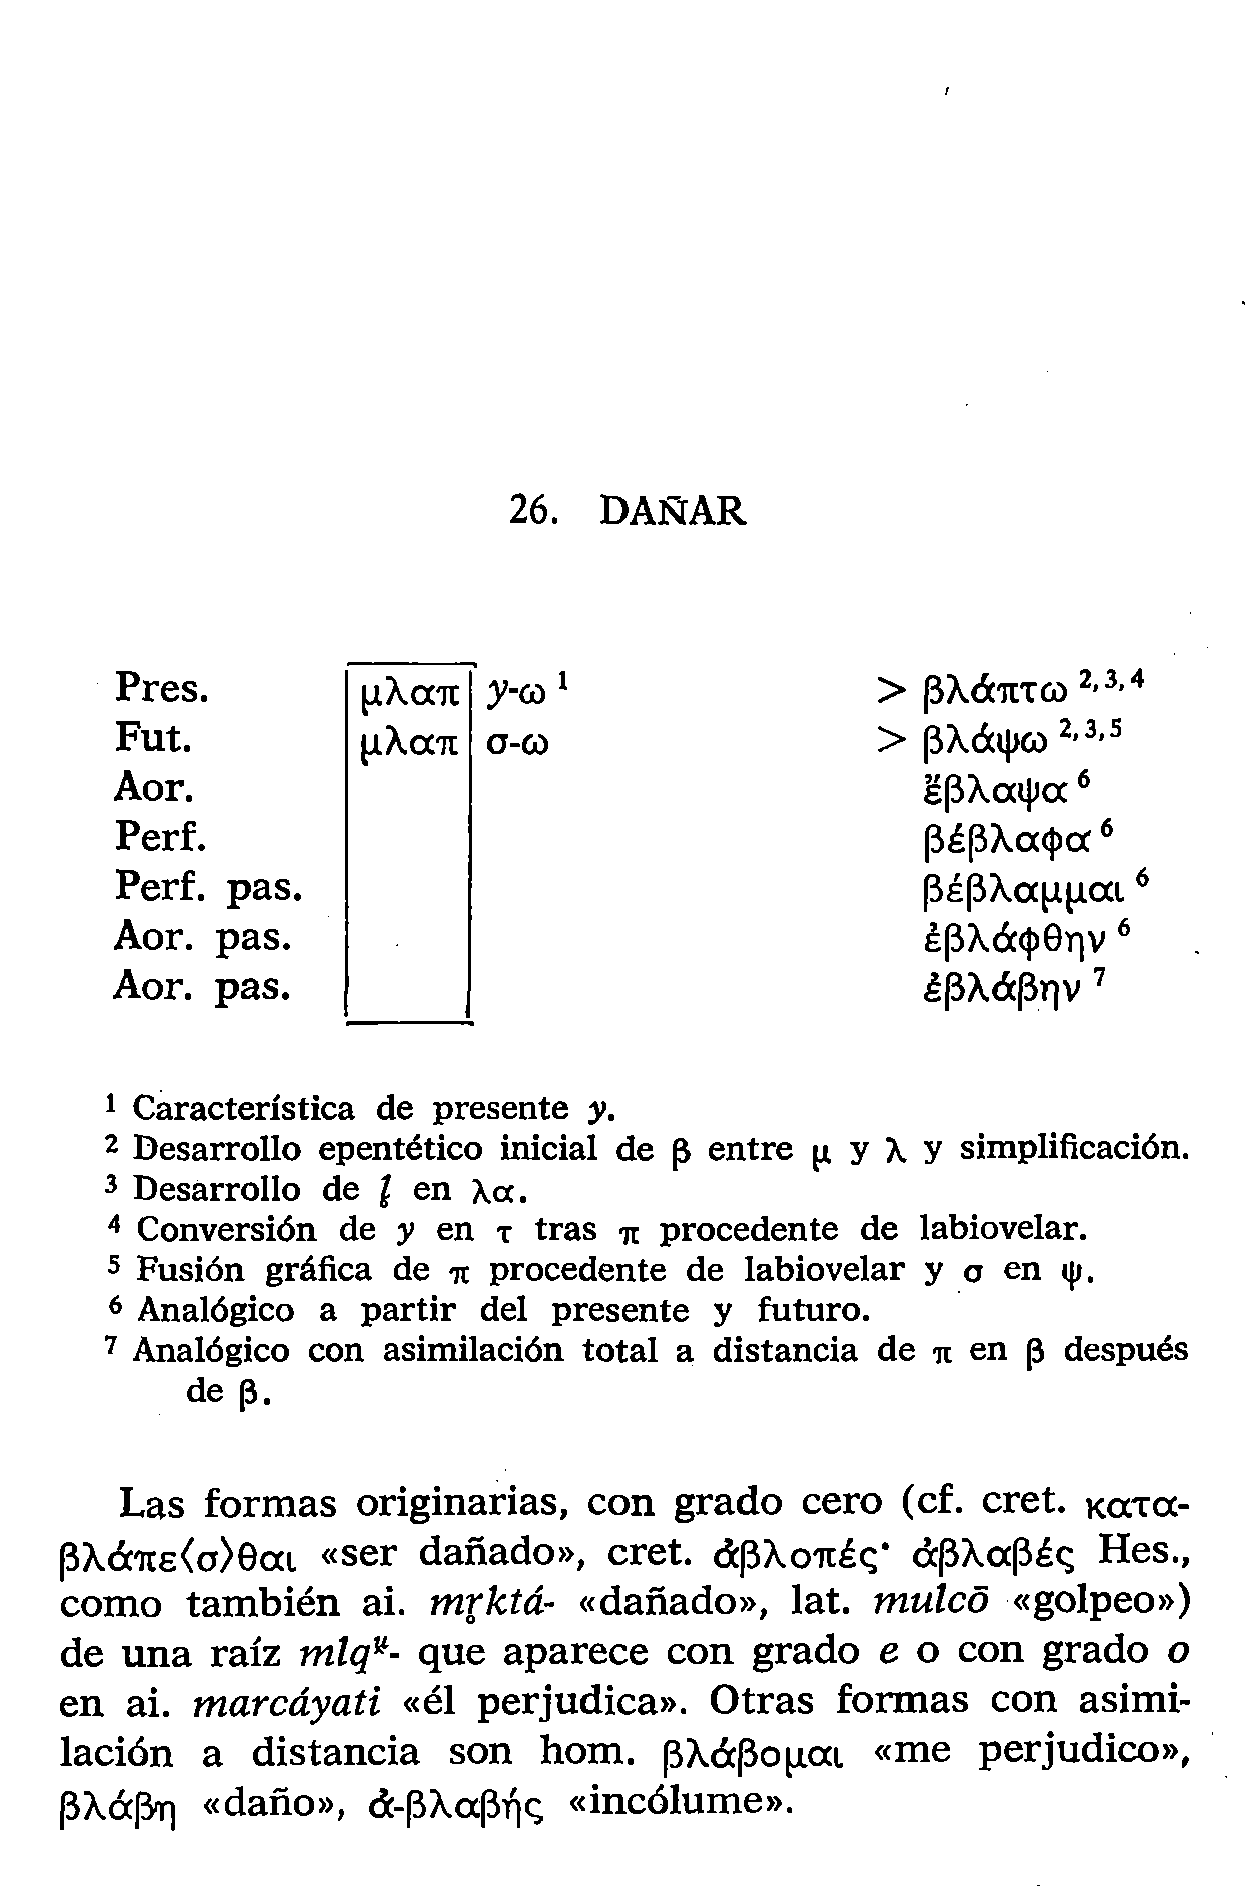 26. DAÑAR
Pres. μλαπ y-ω ¹ > βλάπτω ²,³,⁴
Fut. μλαπ σ-ω > βλάψω ²,³,⁵
Aor. ἔβλαψα ⁶
Perf. βέβλαφα ⁶
Perf. pas. βέβλαμμαι ⁶
Aor. pas. ἐβλάφθην ⁶
Aor. pas. ἐβλάβην ⁷
¹ Característica de presente y.
² Desarrollo epentético inicial de β entre μ y λ y simplificación.
³ Desarrollo de l̥ en λα.
⁴ Conversión de y en τ tras π procedente de labiovelar.
⁵ Fusión gráfica de π procedente de labiovelar y σ en ψ.
⁶ Analógico a partir del presente y futuro.
⁷ Analógico con asimilación total a distancia de π en β después
de β.
Las formas originarias, con grado cero (cf. cret. κατα-
βλάπε⟨σ⟩θαι «ser dañado», cret. ἀβλοπές· ἀβλαβές Hes.,
como también ai. mr̥ktá- «dañado», lat. mulcō «golpeo»)
de una raíz mlqᵘ̯- que aparece con grado e o con grado o
en ai. marcáyati «él perjudica». Otras formas con asimi-
lación a distancia son hom. βλάβομαι «me perjudico»,
βλάβη «daño», ἀ-βλαβής «incólume».